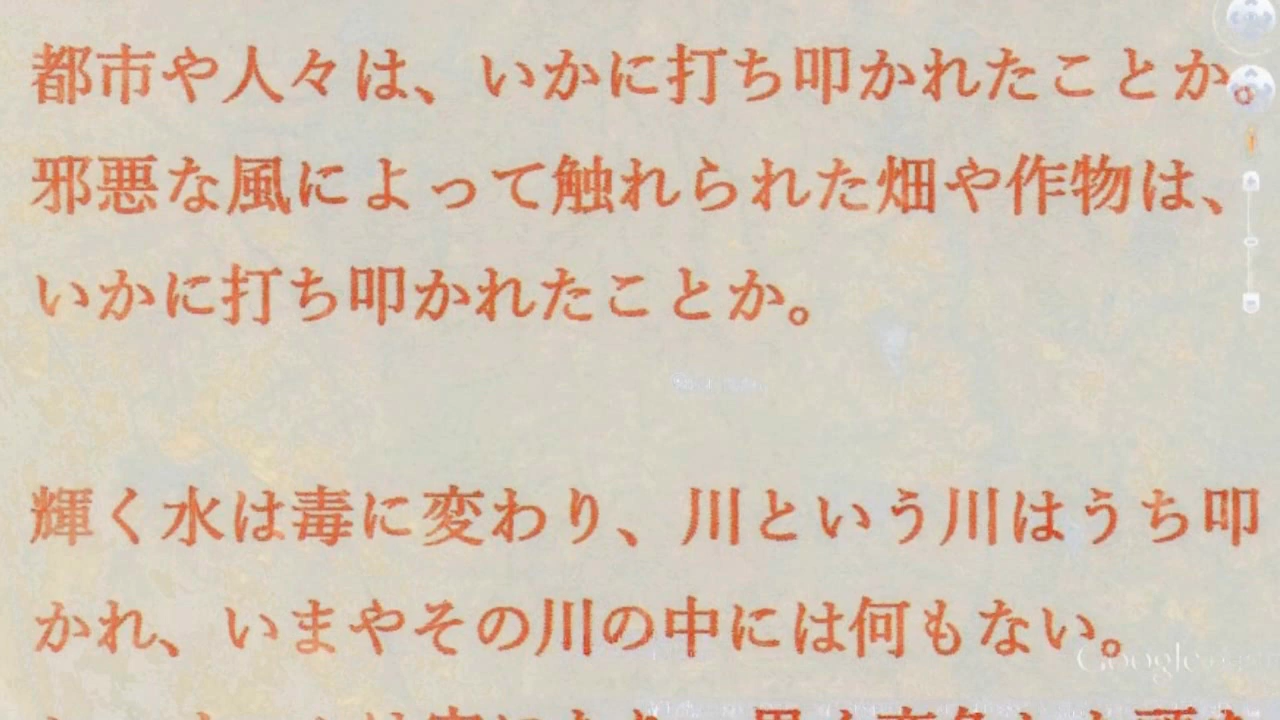 都市や人々は、いかに打ち叩かれたことか。
邪悪な風によって触れられた畑や作物は、
いかに打ち叩かれたことか。
輝く水は毒に変わり、川という川はうち叩
かれ、いまやその川の中には何もない。
Google